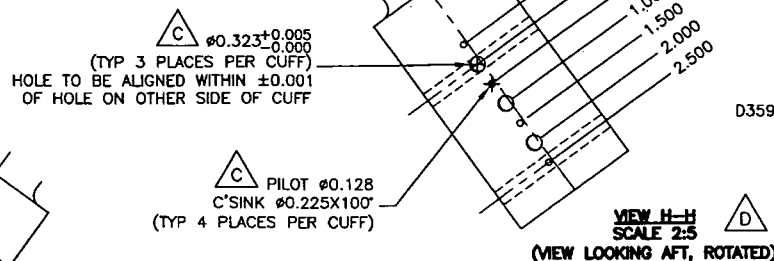 C ø0.323 +0.005 -0.000
(TYP 3 PLACES PER CUFF)
HOLE TO BE ALIGNED WITHIN ±0.001
OF HOLE ON OTHER SIDE OF CUFF
1.500
2.000
2.500
D359
C PILOT ø0.128
C'SINK ø0.225X100°
(TYP 4 PLACES PER CUFF)
VIEW H-H D
SCALE 2:5
(VIEW LOOKING AFT, ROTATED)